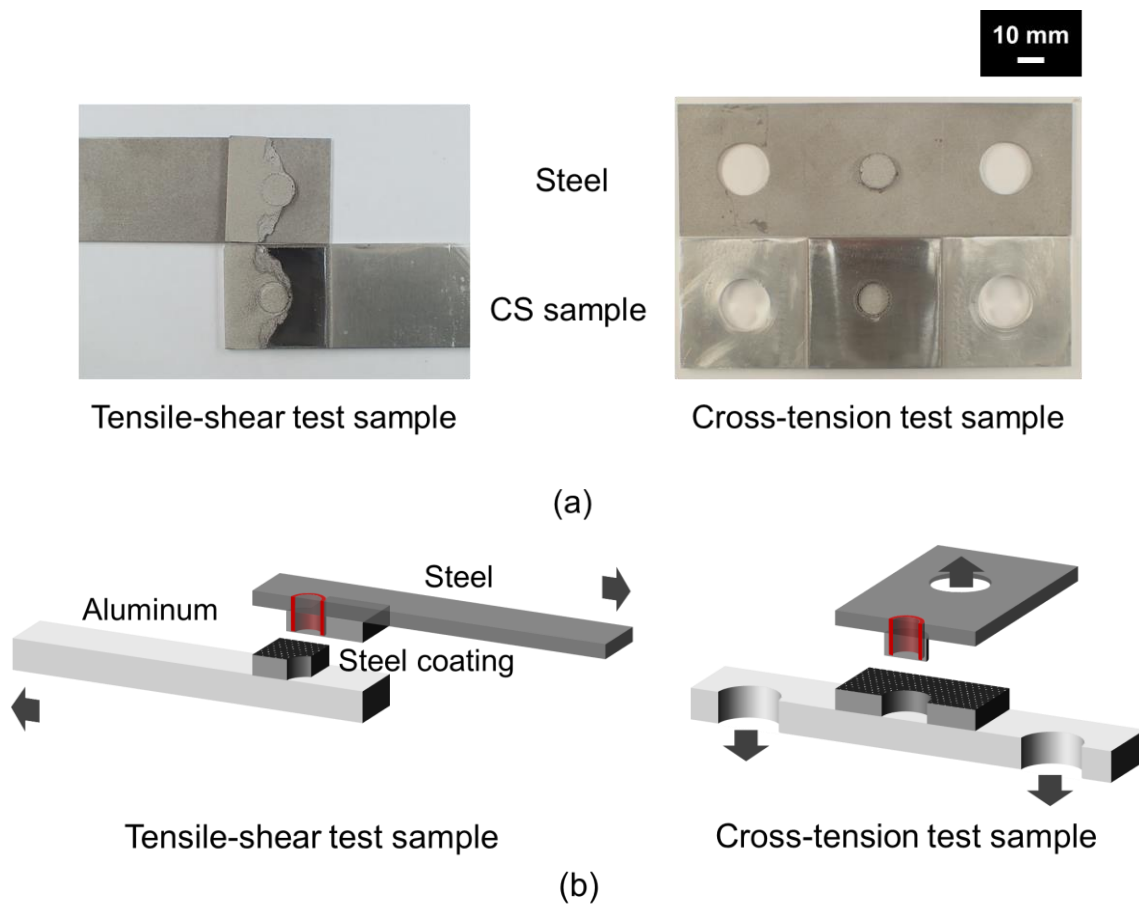 10 mm
Steel
CS sample
Tensile-shear test sample
Cross-tension test sample
(a)
Steel
Aluminum
Steel coating
Tensile-shear test sample
Cross-tension test sample
(b)